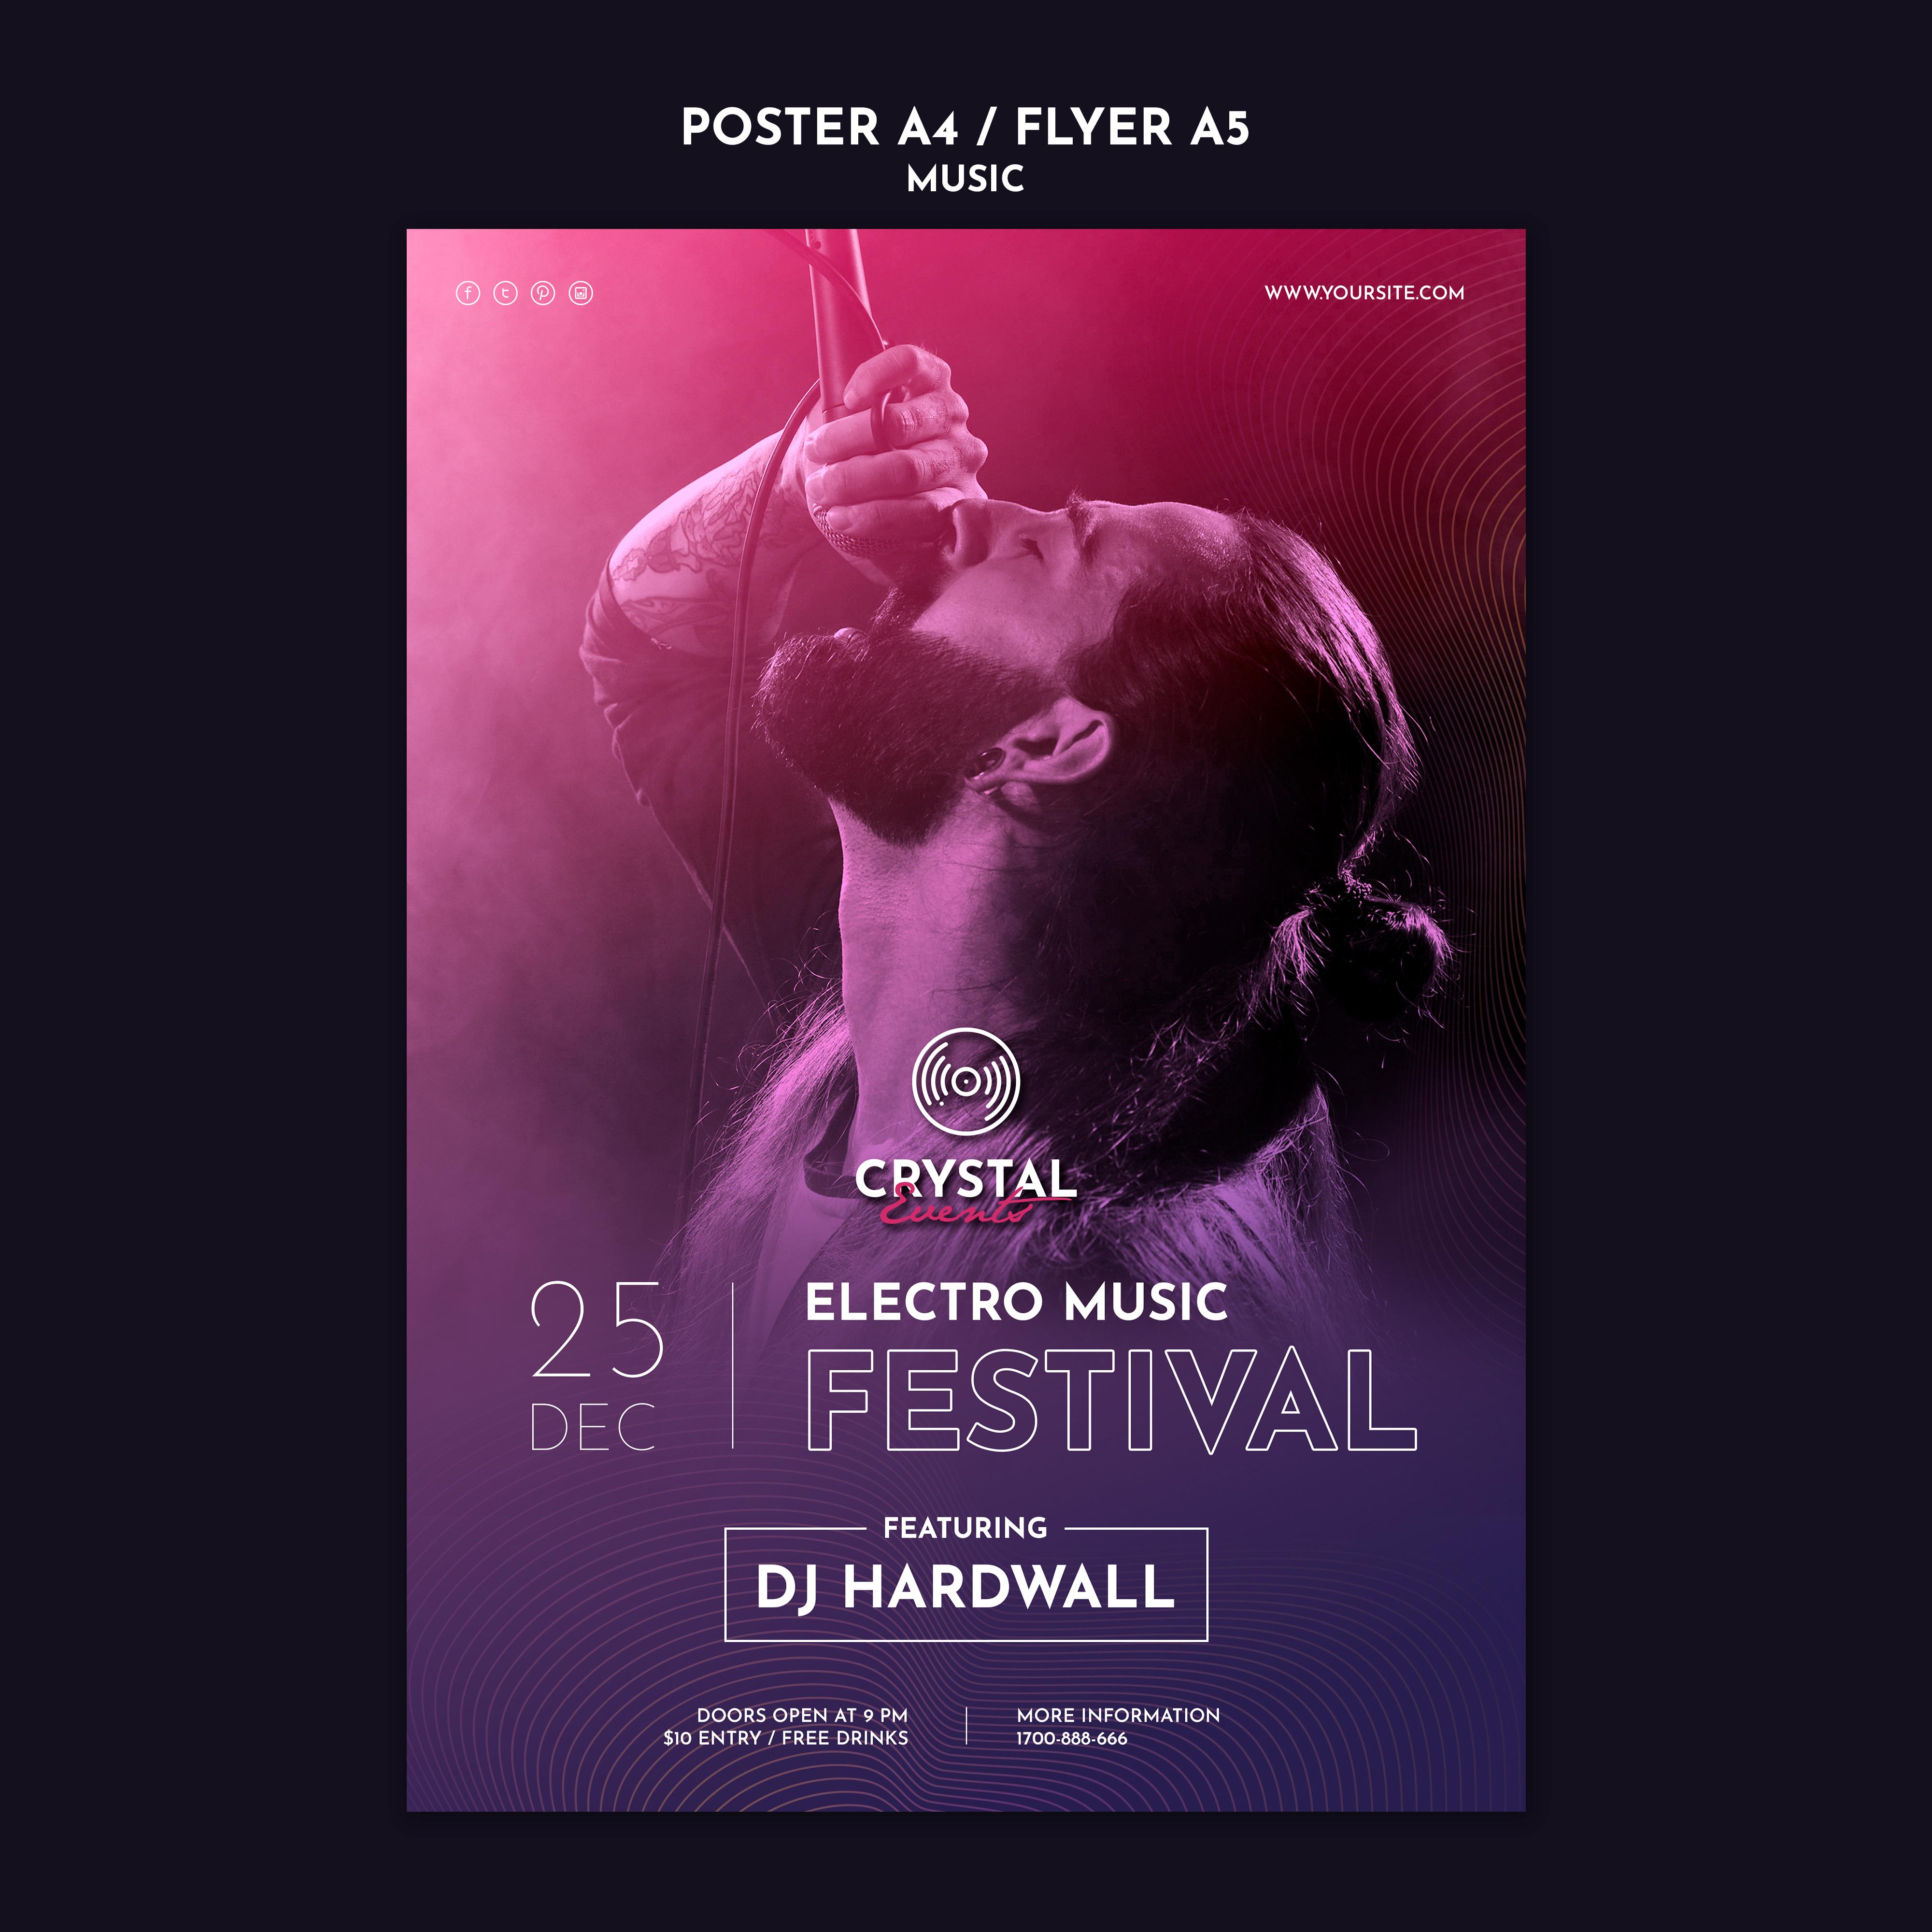 POSTER A4 / FLYER A5
MUSIC
WWW.YOURSITE.COM
CRYSTAL
Events
25
DEC
ELECTRO MUSIC
FESTIVAL
FEATURING
DJ HARDWALL
DOORS OPEN AT 9 PM
$10 ENTRY / FREE DRINKS
MORE INFORMATION
1700-888-666